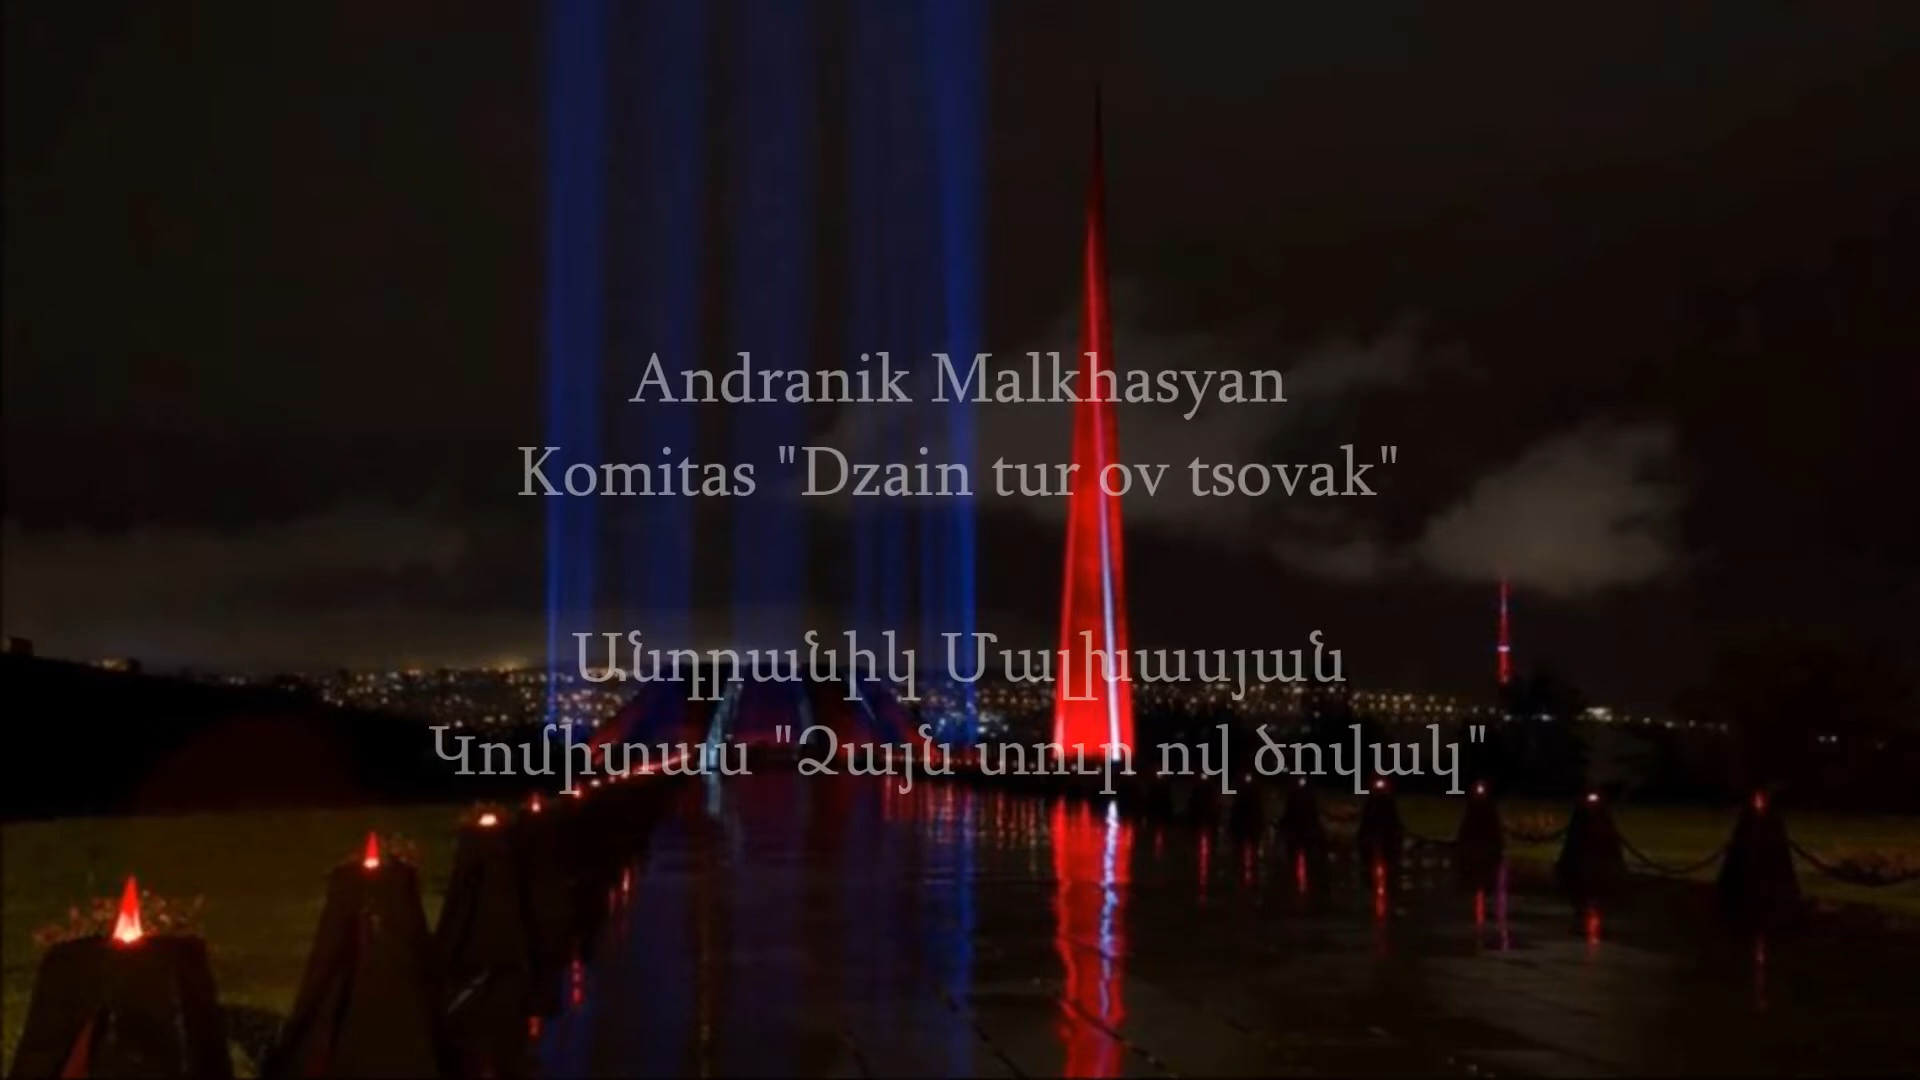 Andranik Malkhasyan
Komitas "Dzain tur ov tsovak"
Անդրանիկ Մալխասյան
Կոմիտաս "Ձայն տուր ով ծովակ"